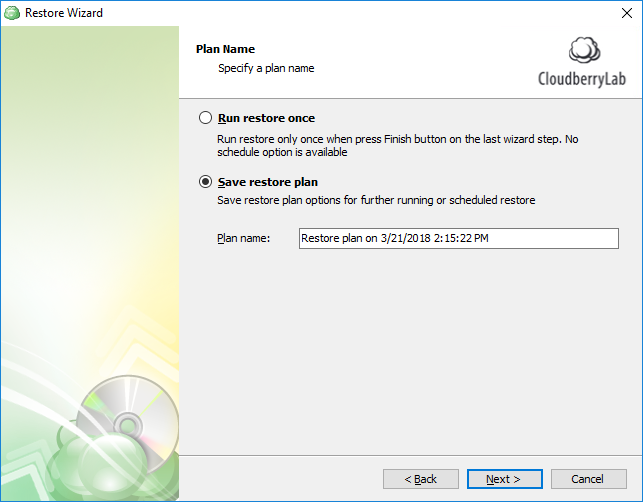 Restore Wizard
Plan Name
Specify a plan name
CloudberryLab
Run restore once
Run restore only once when press Finish button on the last wizard step. No
schedule option is available
Save restore plan
Save restore plan options for further running or scheduled restore
Plan name:
Restore plan on 3/21/2018 2:15:22 PM
< Back
Next >
Cancel